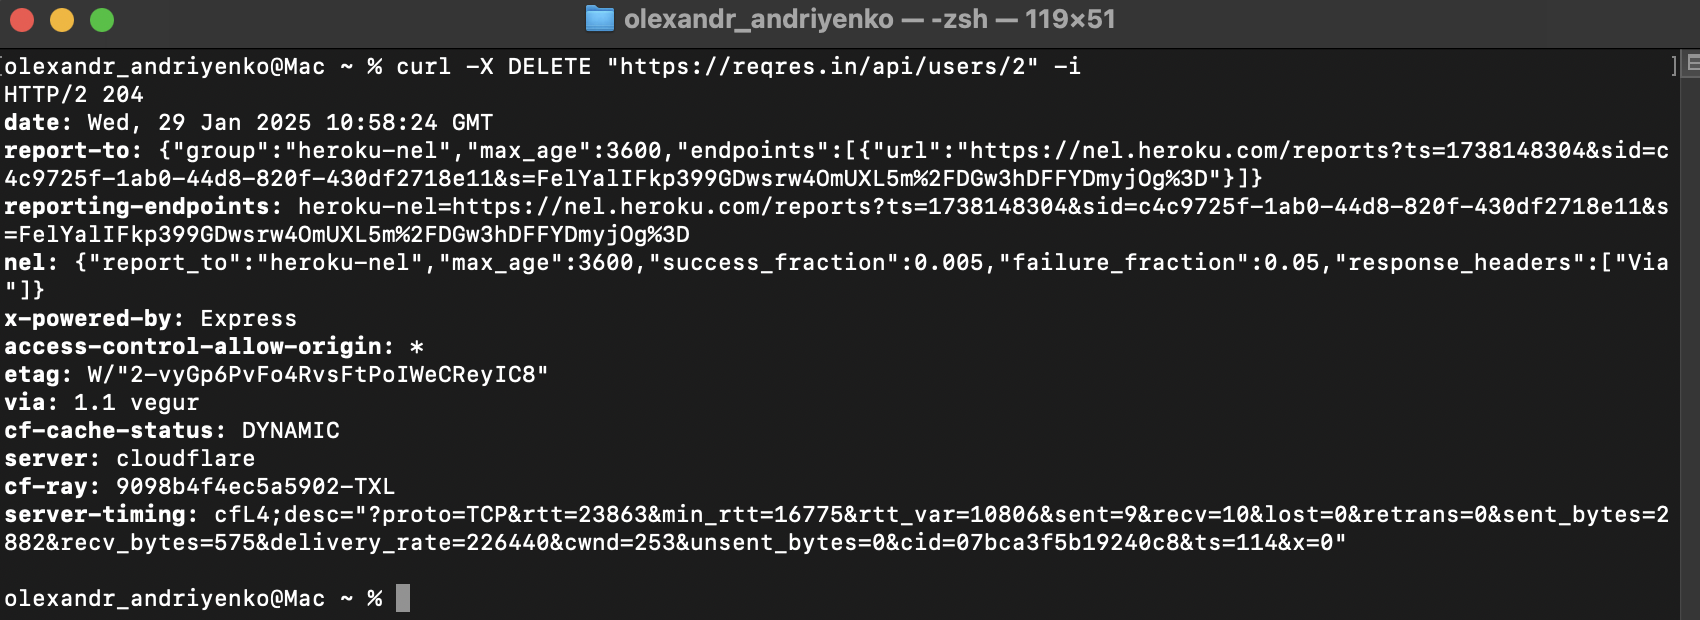 olexandr_andriyenko — -zsh — 119×51
[olexandr_andriyenko@Mac ~ % curl -X DELETE "https://reqres.in/api/users/2" -i ]
HTTP/2 204
date: Wed, 29 Jan 2025 10:58:24 GMT
report-to: {"group":"heroku-nel","max_age":3600,"endpoints":[{"url":"https://nel.heroku.com/reports?ts=1738148304&sid=c
4c9725f-1ab0-44d8-820f-430df2718e11&s=FelYalIFkp399GDwsrw4OmUXL5m%2FDGw3hDFFYDmyjOg%3D"}]}
reporting-endpoints: heroku-nel=https://nel.heroku.com/reports?ts=1738148304&sid=c4c9725f-1ab0-44d8-820f-430df2718e11&s
=FelYalIFkp399GDwsrw4OmUXL5m%2FDGw3hDFFYDmyjOg%3D
nel: {"report_to":"heroku-nel","max_age":3600,"success_fraction":0.005,"failure_fraction":0.05,"response_headers":["Via
"]}
x-powered-by: Express
access-control-allow-origin: *
etag: W/"2-vyGp6PvFo4RvsFtPoIWeCReyIC8"
via: 1.1 vegur
cf-cache-status: DYNAMIC
server: cloudflare
cf-ray: 9098b4f4ec5a5902-TXL
server-timing: cfL4;desc="?proto=TCP&rtt=23863&min_rtt=16775&rtt_var=10806&sent=9&recv=10&lost=0&retrans=0&sent_bytes=2
882&recv_bytes=575&delivery_rate=226440&cwnd=253&unsent_bytes=0&cid=07bca3f5b19240c8&ts=114&x=0"
olexandr_andriyenko@Mac ~ %